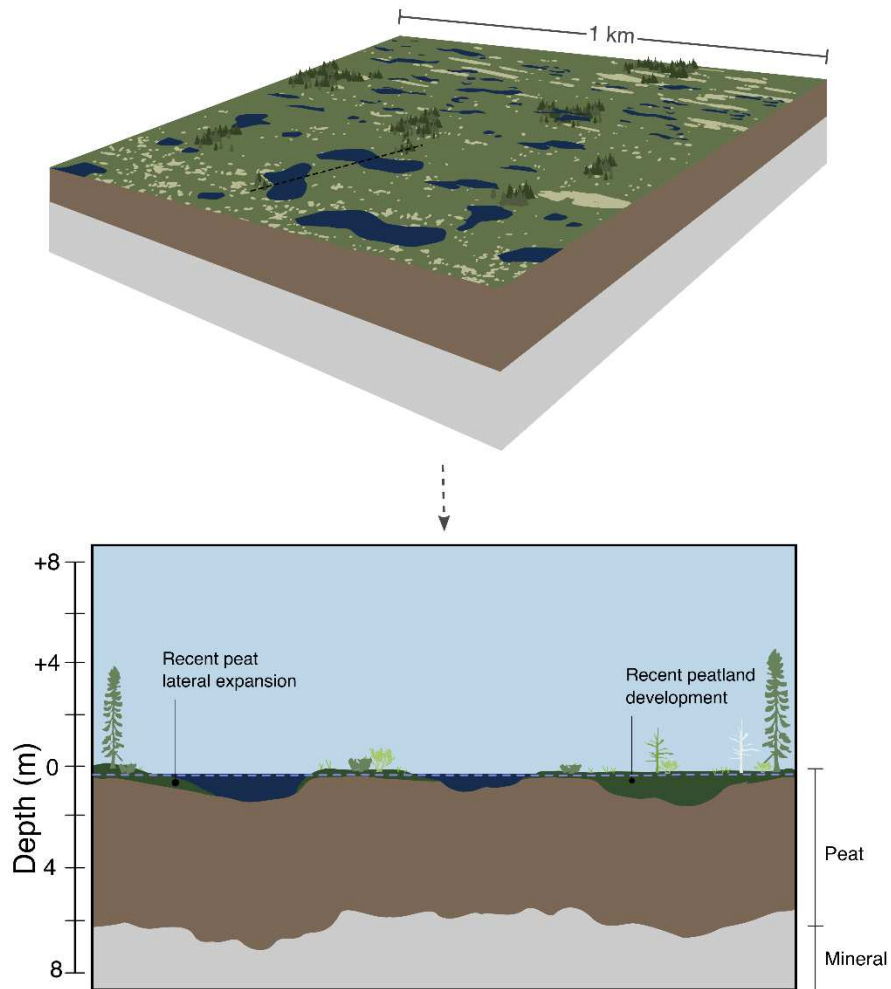 1 km
+8
+4
0
4
8
Depth (m)
Recent peat
lateral expansion
Recent peatland
development
Peat
Mineral